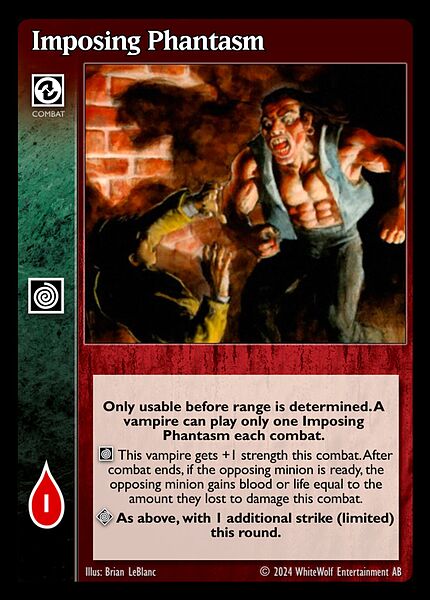 Imposing Phantasm
COMBAT
Only usable before range is determined. A
vampire can play only one Imposing
Phantasm each combat.
This vampire gets +1 strength this combat. After
combat ends, if the opposing minion is ready, the
opposing minion gains blood or life equal to the
amount they lost to damage this combat.
As above, with 1 additional strike (limited)
this round.
1
Illus: Brian LeBlanc © 2024 WhiteWolf Entertainment AB